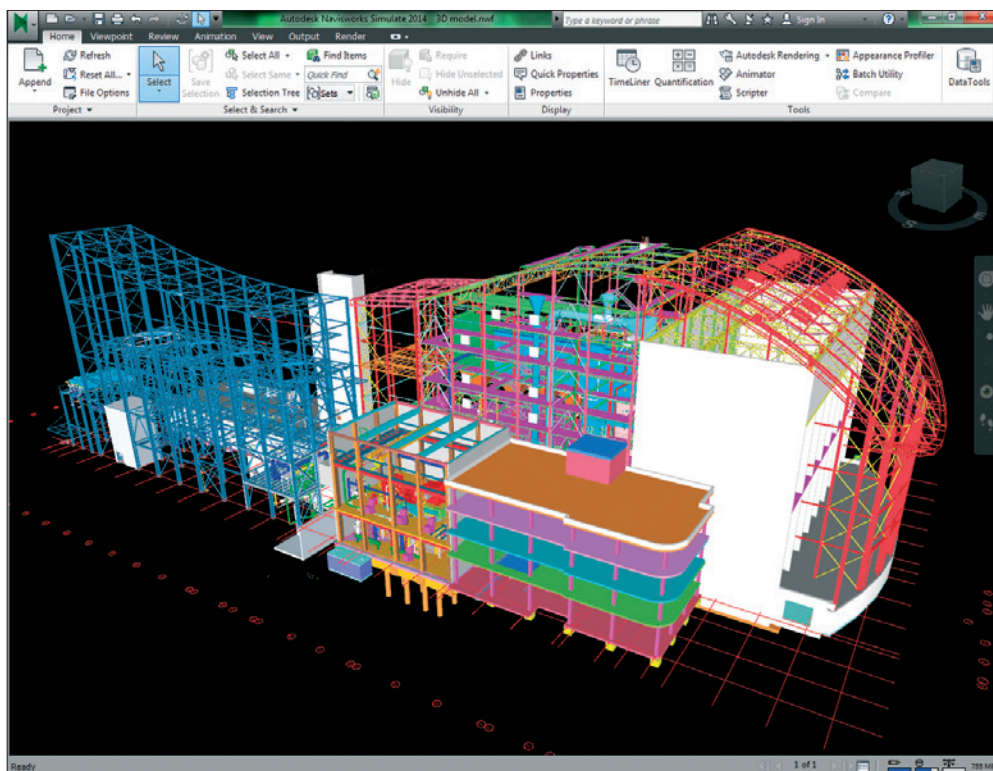 Autodesk Navisworks Simulate 2014 3D model.nwf
Type a keyword or phrase
Sign In
Home Viewpoint Review Animation View Output Render
Append
Refresh
Reset All...
File Options
Project
Select
Save Selection
Select All
Select Same
Selection Tree
Find Items
Quick Find
Sets
Select & Search
Hide
Require
Hide Unselected
Unhide All
Visibility
Links
Quick Properties
Properties
Display
TimeLiner
Quantification
Autodesk Rendering
Animator
Scripter
Appearance Profiler
Batch Utility
Compare
Tools
DataTools
Ready
1 of 1